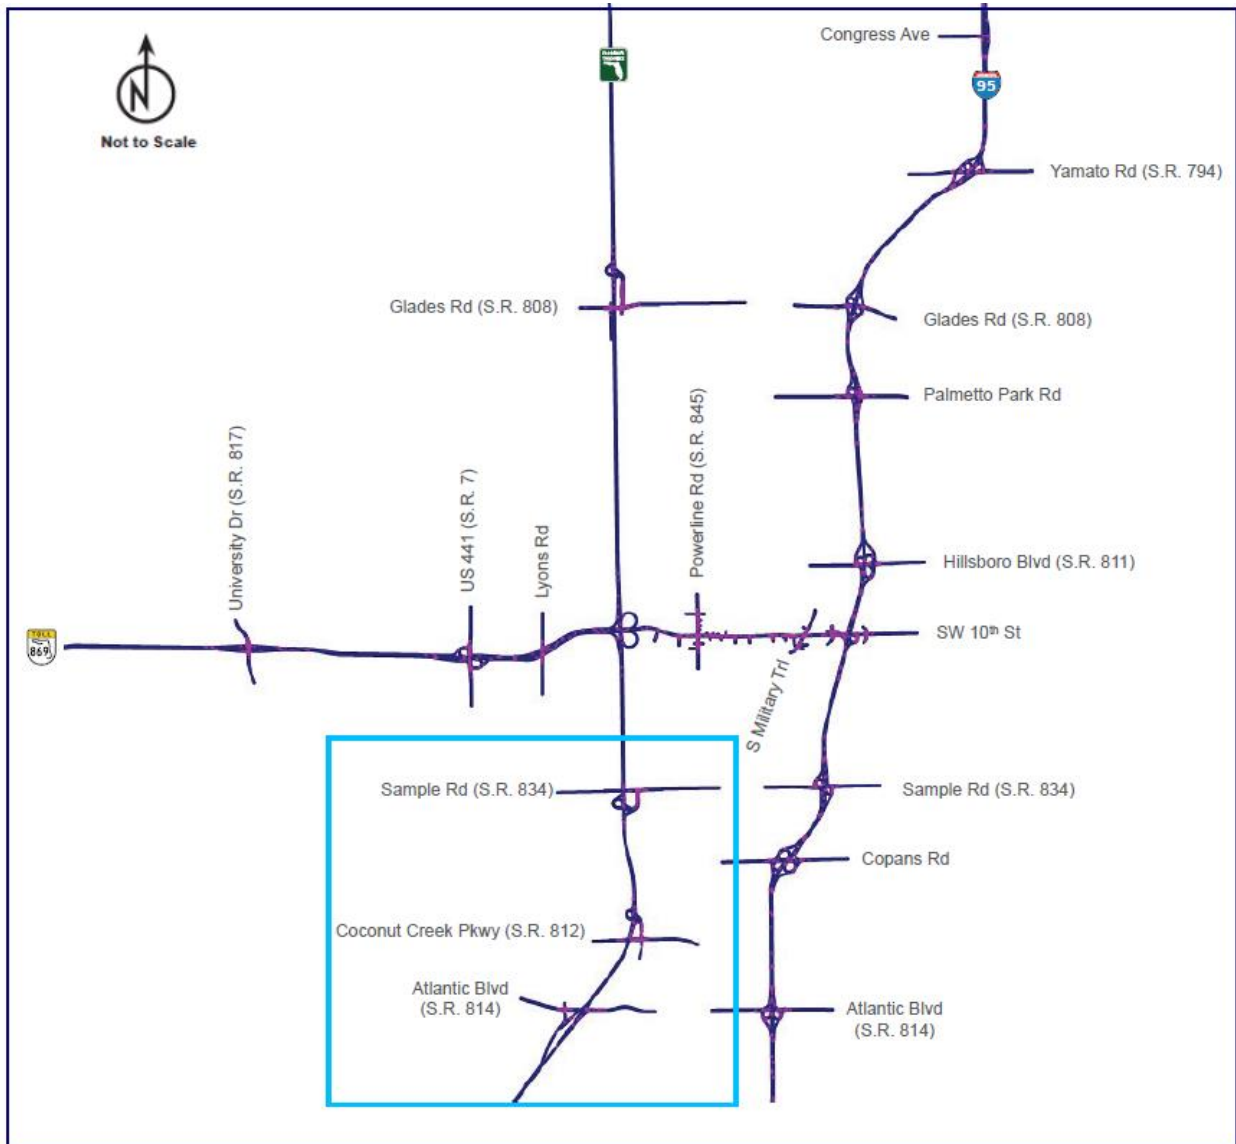 Congress Ave
95
N
Not to Scale
Yamato Rd (S.R. 794)
Glades Rd (S.R. 808)
Glades Rd (S.R. 808)
Palmetto Park Rd
University Dr (S.R. 817)
US 441 (S.R. 7)
Lyons Rd
Powerline Rd (S.R. 845)
Hillsboro Blvd (S.R. 811)
TOLL
869
SW 10th St
S Military Trl
Sample Rd (S.R. 834)
Sample Rd (S.R. 834)
Copans Rd
Coconut Creek Pkwy (S.R. 812)
Atlantic Blvd
(S.R. 814)
Atlantic Blvd
(S.R. 814)